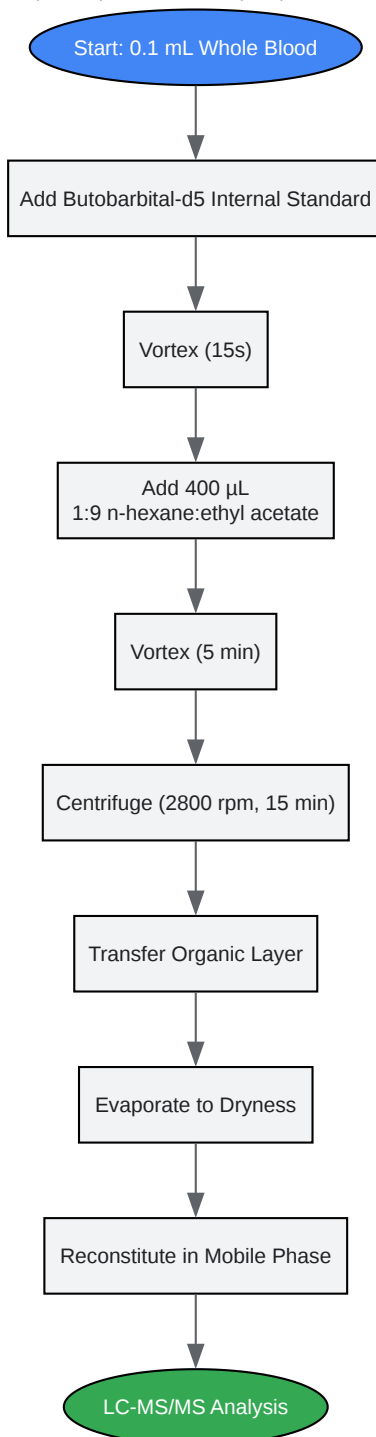 Start: 0.1 mL Whole Blood
Add Butobarbital-d5 Internal Standard
Vortex (15s)
Add 400 µL
1:9 n-hexane:ethyl acetate
Vortex (5 min)
Centrifuge (2800 rpm, 15 min)
Transfer Organic Layer
Evaporate to Dryness
Reconstitute in Mobile Phase
LC-MS/MS Analysis